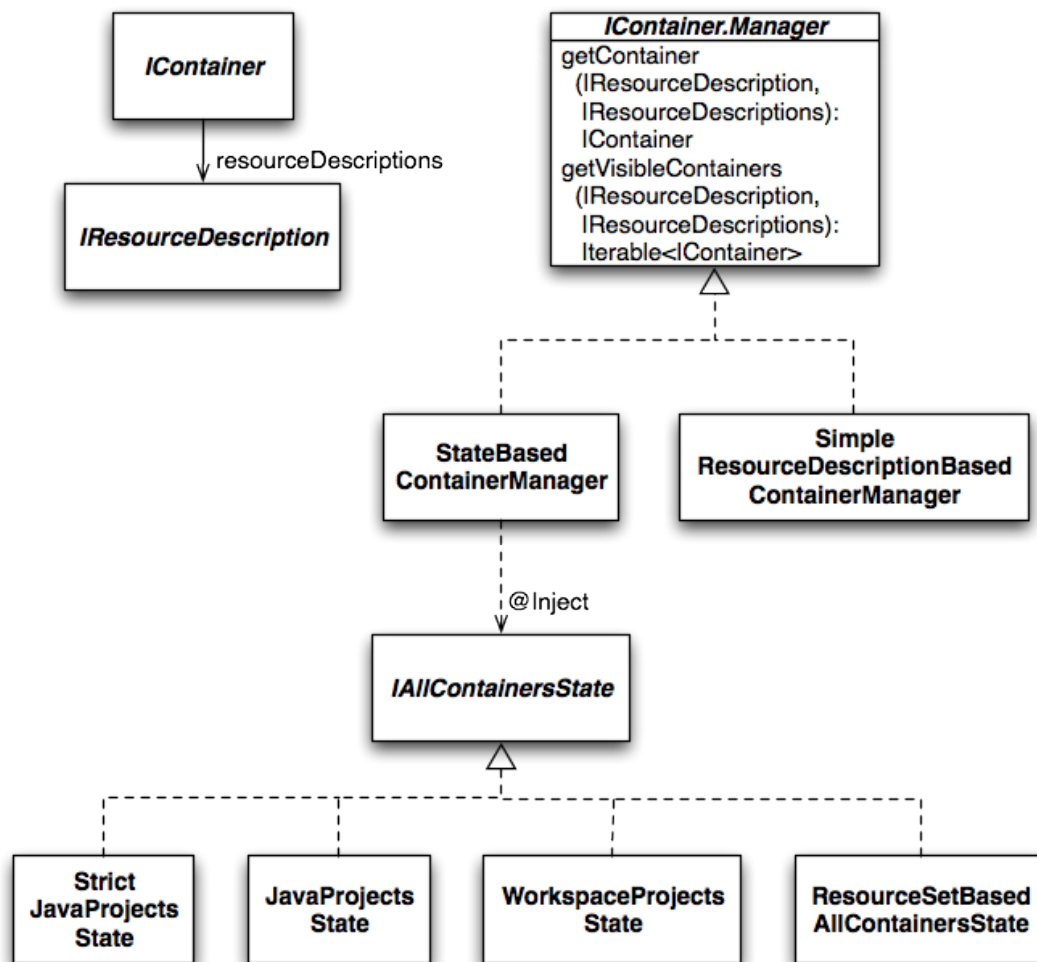 IContainer
resourceDescriptions
IResourceDescription
IContainer.Manager
getContainer
(IResourceDescription,
IResourceDescriptions):
IContainer
getVisibleContainers
(IResourceDescription,
IResourceDescriptions):
Iterable<IContainer>
StateBased
ContainerManager
Simple
ResourceDescriptionBased
ContainerManager
@Inject
IAllContainersState
Strict
JavaProjects
State
JavaProjects
State
WorkspaceProjects
State
ResourceSetBased
AllContainersState